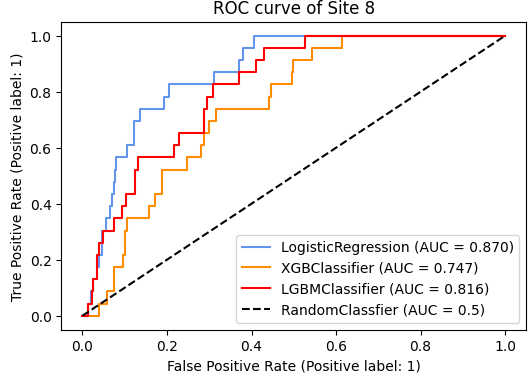 ROC curve of Site 8
True Positive Rate (Positive label: 1)
1.0
0.8
0.6
0.4
0.2
0.0
LogisticRegression (AUC = 0.870)
XGBClassifier (AUC = 0.747)
LGBMClassifier (AUC = 0.816)
RandomClassfier (AUC = 0.5)
0.0 0.2 0.4 0.6 0.8 1.0
False Positive Rate (Positive label: 1)